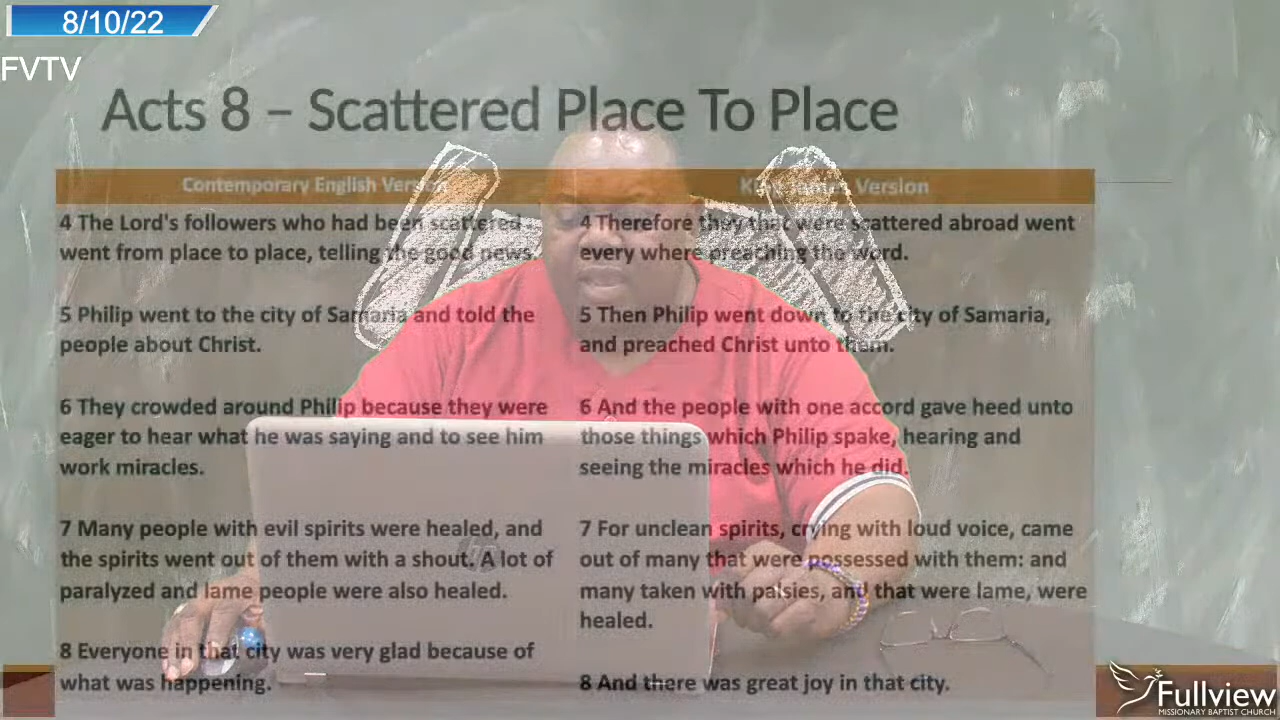 8/10/22
FVTV
Acts 8 – Scattered Place To Place
Contemporary English Version
King James Version
4 The Lord's followers who had been scattered
went from place to place, telling the good news.
5 Philip went to the city of Samaria and told the
people about Christ.
6 They crowded around Philip because they were
eager to hear what he was saying and to see him
work miracles.
7 Many people with evil spirits were healed, and
the spirits went out of them with a shout. A lot of
paralyzed and lame people were also healed.
8 Everyone in that city was very glad because of
what was happening.
4 Therefore they that were scattered abroad went
every where preaching the word.
5 Then Philip went down to the city of Samaria,
and preached Christ unto them.
6 And the people with one accord gave heed unto
those things which Philip spake, hearing and
seeing the miracles which he did.
7 For unclean spirits, crying with loud voice, came
out of many that were possessed with them: and
many taken with palsies, and that were lame, were
healed.
8 And there was great joy in that city.
Fullview
MISSIONARY BAPTIST CHURCH